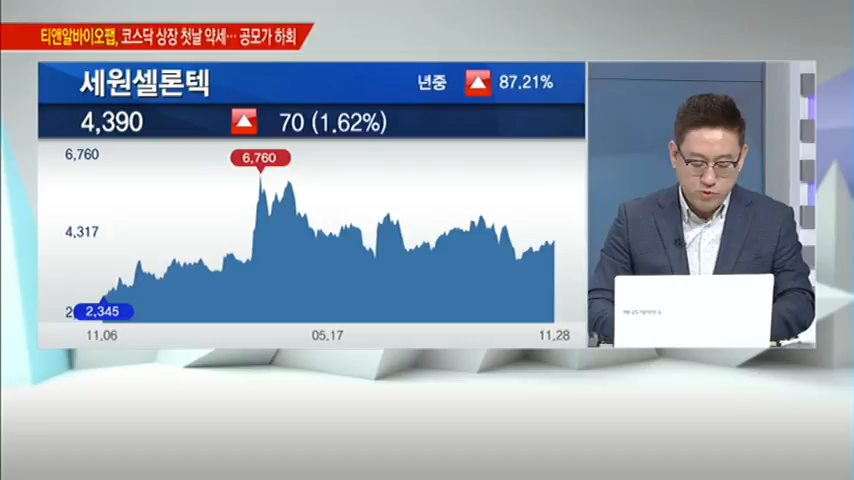 티앤알바이오팹, 코스닥 상장 첫날 약세… 공모가 하회
세원셀론텍
년중 87.21%
4,390 70 (1.62%)
6,760
6,760
4,317
2,345
11.06 05.17 11.28